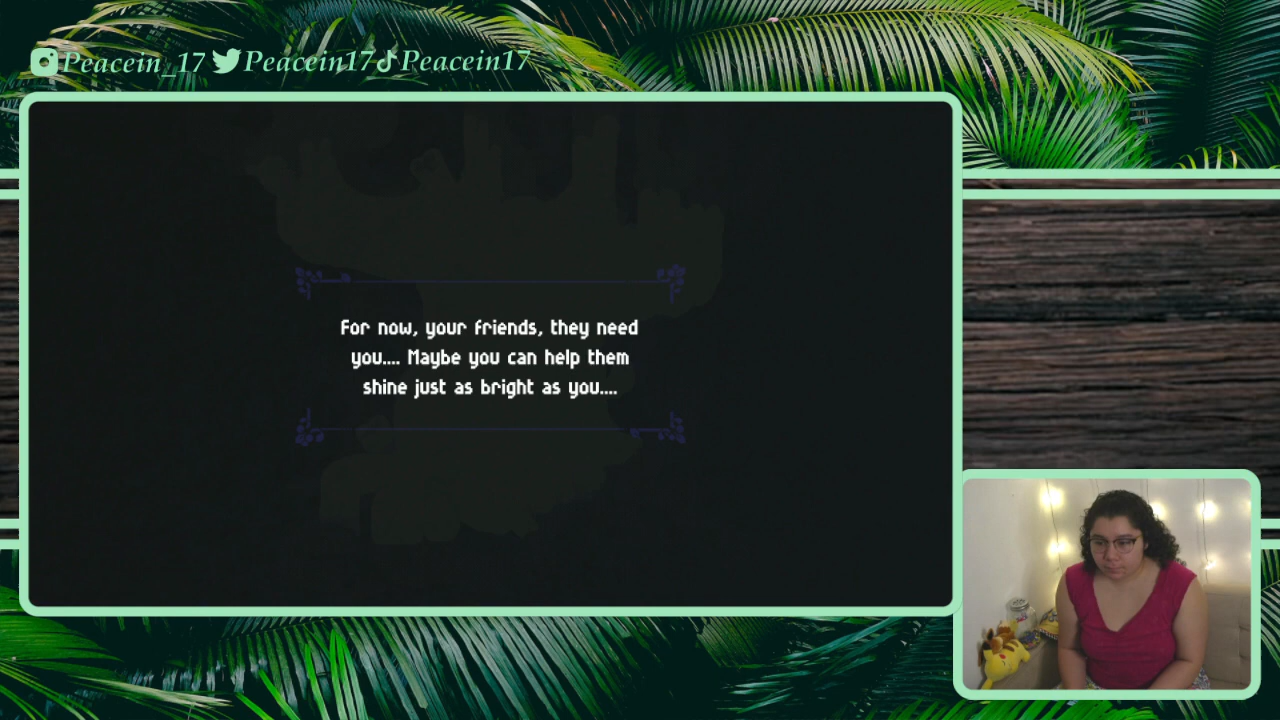 Peacein_17 Peacein17 Peacein17
For now, your friends, they need
you.... Maybe you can help them
shine just as bright as you....